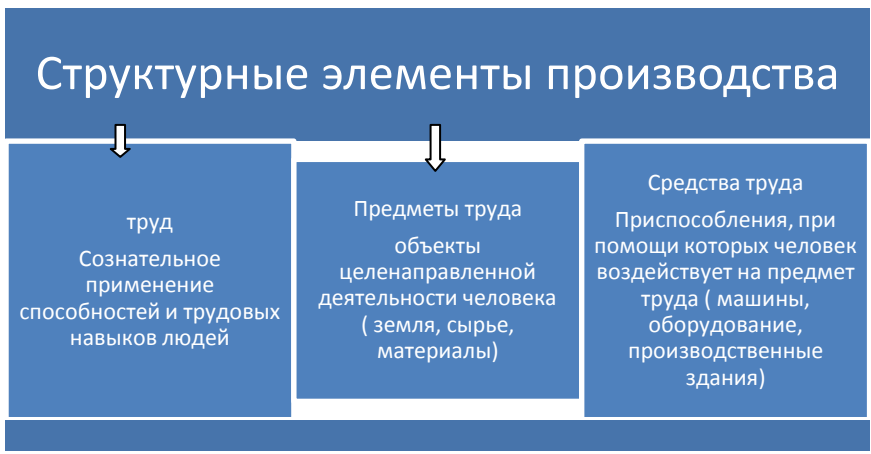 Структурные элементы производства
труд
Сознательное
применение
способностей и трудовых
навыков людей
Предметы труда
объекты
целенаправленной
деятельности человека
( земля, сырье,
материалы)
Средства труда
Приспособления, при
помощи которых человек
воздействует на предмет
труда ( машины,
оборудование,
производственные
здания)